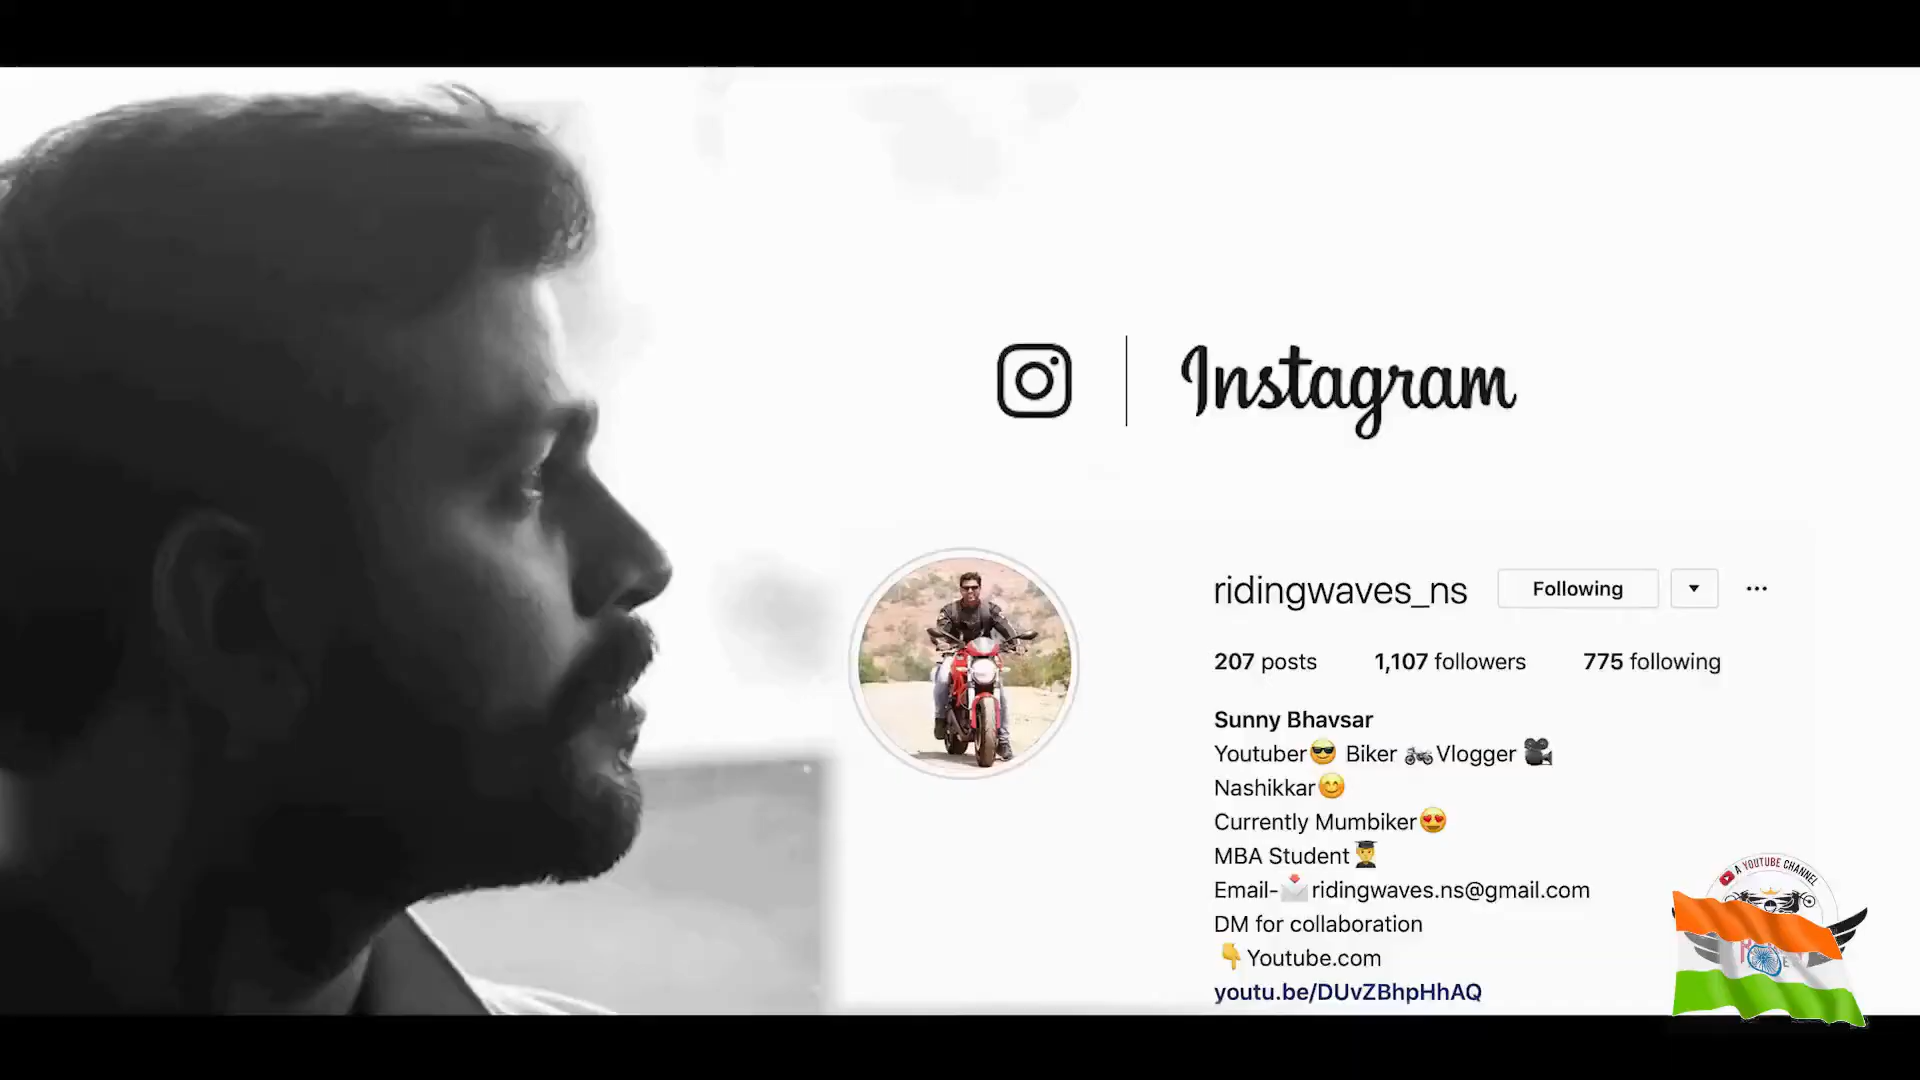 Instagram
ridingwaves_ns Following
207 posts 1,107 followers 775 following
Sunny Bhavsar
Youtuber😎 Biker 🏍Vlogger 🎥
Nashikkar😊
Currently Mumbiker😍
MBA Student👨‍🎓
Email-📩ridingwaves.ns@gmail.com
DM for collaboration
👇Youtube.com
youtu.be/DUvZBhpHhAQ
A YOUTUBE CHANNEL